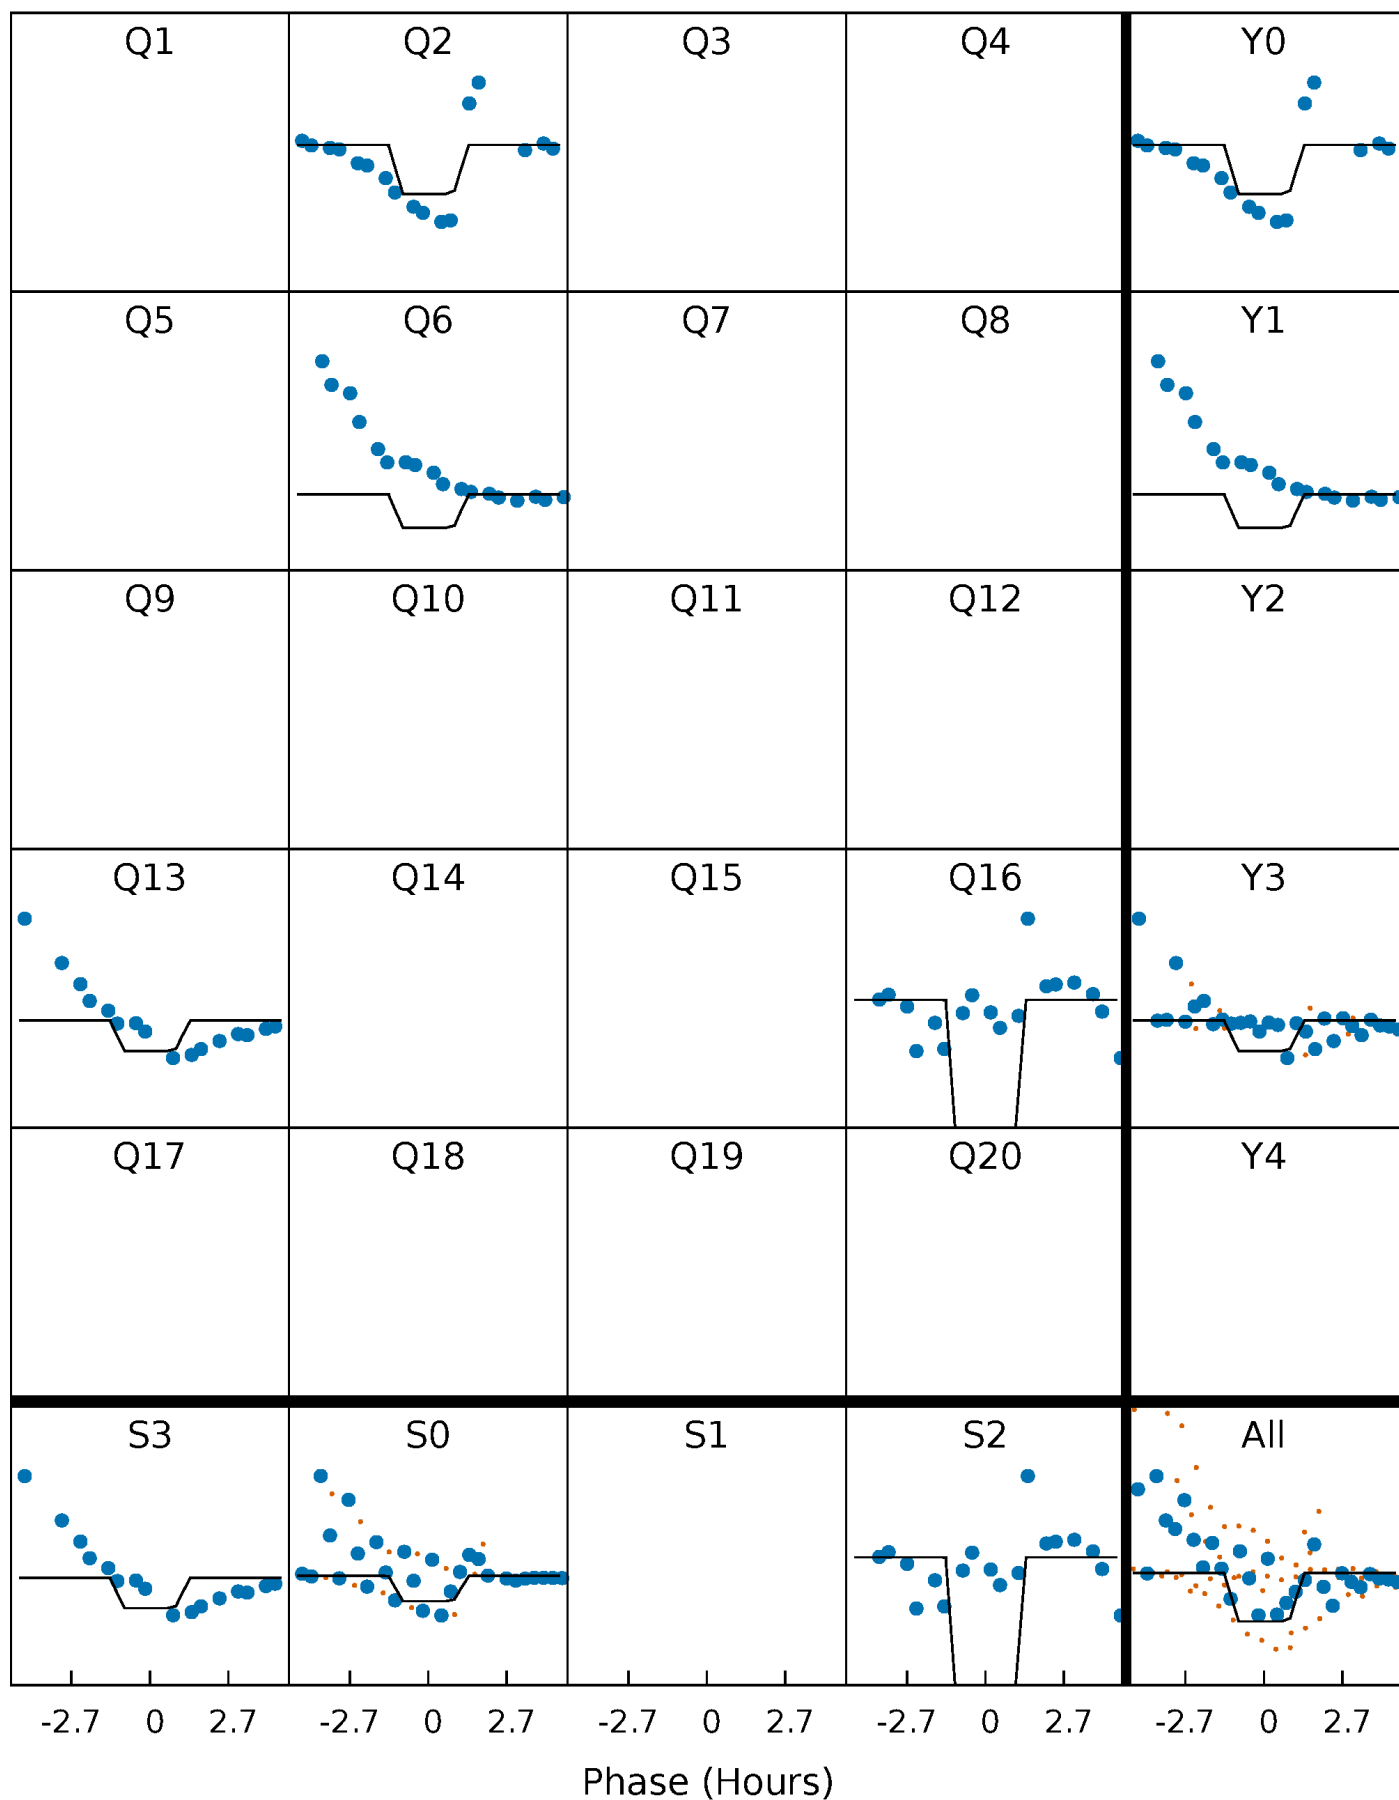 Q1 Q2 Q3 Q4 Y0
Q5 Q6 Q7 Q8 Y1
Q9 Q10 Q11 Q12 Y2
Q13 Q14 Q15 Q16 Y3
Q17 Q18 Q19 Q20 Y4
S3 S0 S1 S2 All
-2.7 0 2.7 -2.7 0 2.7 -2.7 0 2.7 -2.7 0 2.7 -2.7 0 2.7
Phase (Hours)